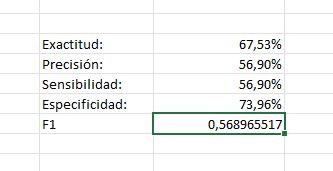 Exactitud: 67,53%
Precisión: 56,90%
Sensibilidad: 56,90%
Especificidad: 73,96%
F1 0,568965517